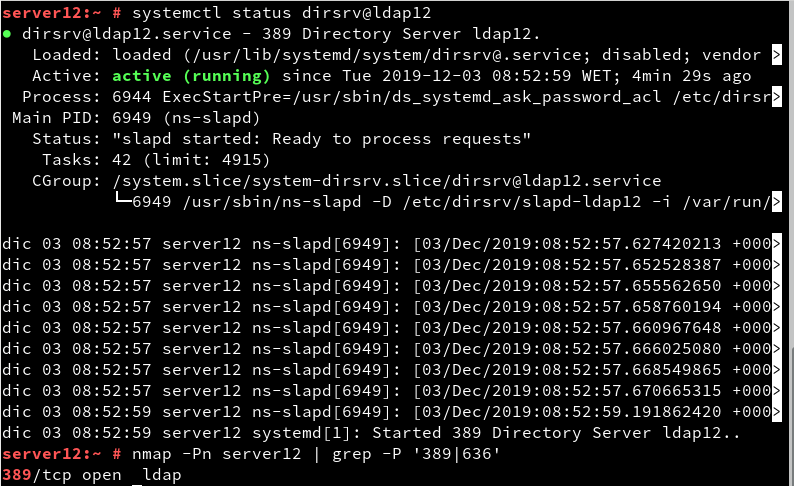 server12:~ # systemctl status dirsrv@ldap12
● dirsrv@ldap12.service - 389 Directory Server ldap12.
   Loaded: loaded (/usr/lib/systemd/system/dirsrv@.service; disabled; vendor >
   Active: active (running) since Tue 2019-12-03 08:52:59 WET; 4min 29s ago
  Process: 6944 ExecStartPre=/usr/sbin/ds_systemd_ask_password_acl /etc/dirsr>
 Main PID: 6949 (ns-slapd)
   Status: "slapd started: Ready to process requests"
    Tasks: 42 (limit: 4915)
   CGroup: /system.slice/system-dirsrv.slice/dirsrv@ldap12.service
           └─6949 /usr/sbin/ns-slapd -D /etc/dirsrv/slapd-ldap12 -i /var/run/>
dic 03 08:52:57 server12 ns-slapd[6949]: [03/Dec/2019:08:52:57.627420213 +000>
dic 03 08:52:57 server12 ns-slapd[6949]: [03/Dec/2019:08:52:57.652528387 +000>
dic 03 08:52:57 server12 ns-slapd[6949]: [03/Dec/2019:08:52:57.655562650 +000>
dic 03 08:52:57 server12 ns-slapd[6949]: [03/Dec/2019:08:52:57.658760194 +000>
dic 03 08:52:57 server12 ns-slapd[6949]: [03/Dec/2019:08:52:57.660967648 +000>
dic 03 08:52:57 server12 ns-slapd[6949]: [03/Dec/2019:08:52:57.666025080 +000>
dic 03 08:52:57 server12 ns-slapd[6949]: [03/Dec/2019:08:52:57.668549865 +000>
dic 03 08:52:57 server12 ns-slapd[6949]: [03/Dec/2019:08:52:57.670665315 +000>
dic 03 08:52:59 server12 ns-slapd[6949]: [03/Dec/2019:08:52:59.191862420 +000>
dic 03 08:52:59 server12 systemd[1]: Started 389 Directory Server ldap12..
server12:~ # nmap -Pn server12 | grep -P '389|636'
389/tcp open  ldap